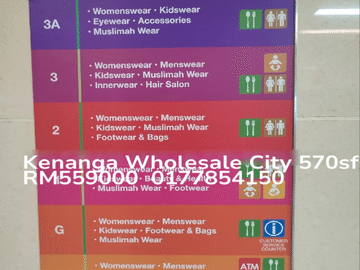 3A
• Womenswear • Kidswear
• Eyewear • Accessories
• Muslimah Wear
3
• Womenswear • Menswear
• Kidswear • Muslimah Wear
• Innerwear • Hair Salon
2
• Womenswear • Menswear
• Kidswear • Muslimah Wear
• Footwear & Bags
Kenanga Wholesale City 570sf
RM559000 0177854150
• Muslimah Wear • Footwear
G
• Womenswear • Menswear
• Kidswear • Footwear & Bags
• Muslimah Wear
CUSTOMER
SERVICE
COUNTER
• Womenswear • Menswear
ATM